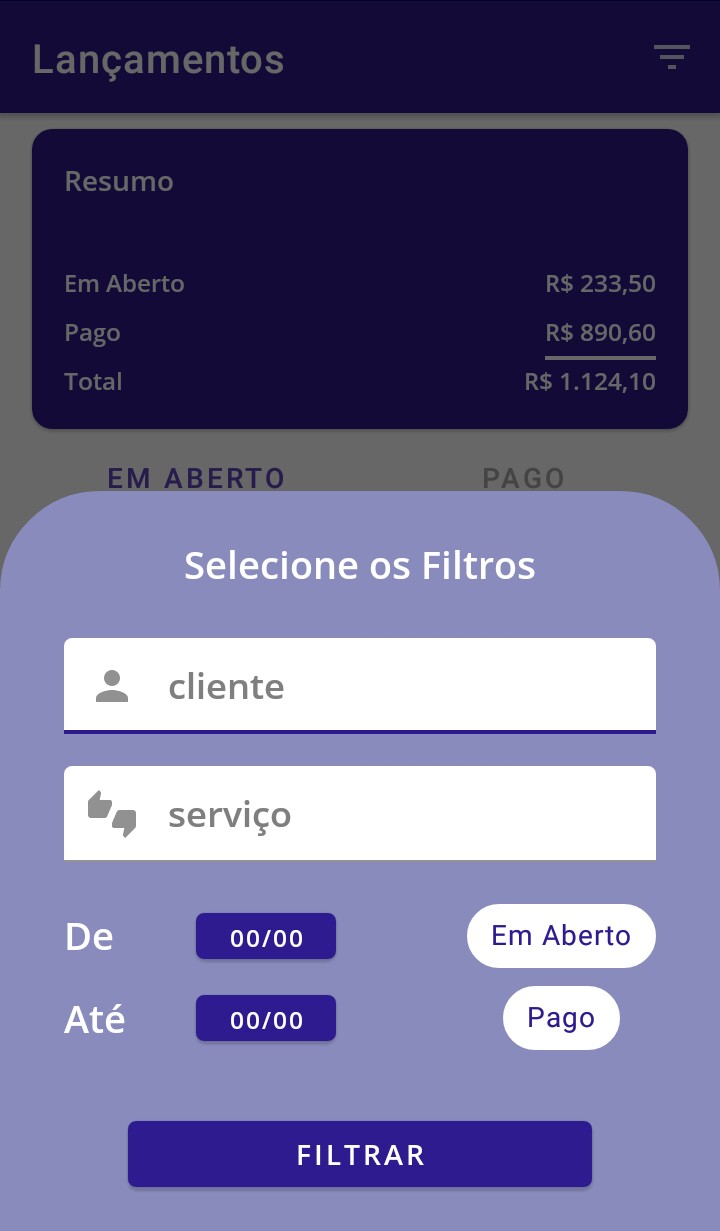 Lançamentos
Resumo
Em Aberto R$ 233,50
Pago R$ 890,60
Total R$ 1.124,10
EM ABERTO PAGO
Selecione os Filtros
cliente
serviço
De 00/00 Em Aberto
Até 00/00 Pago
FILTRAR